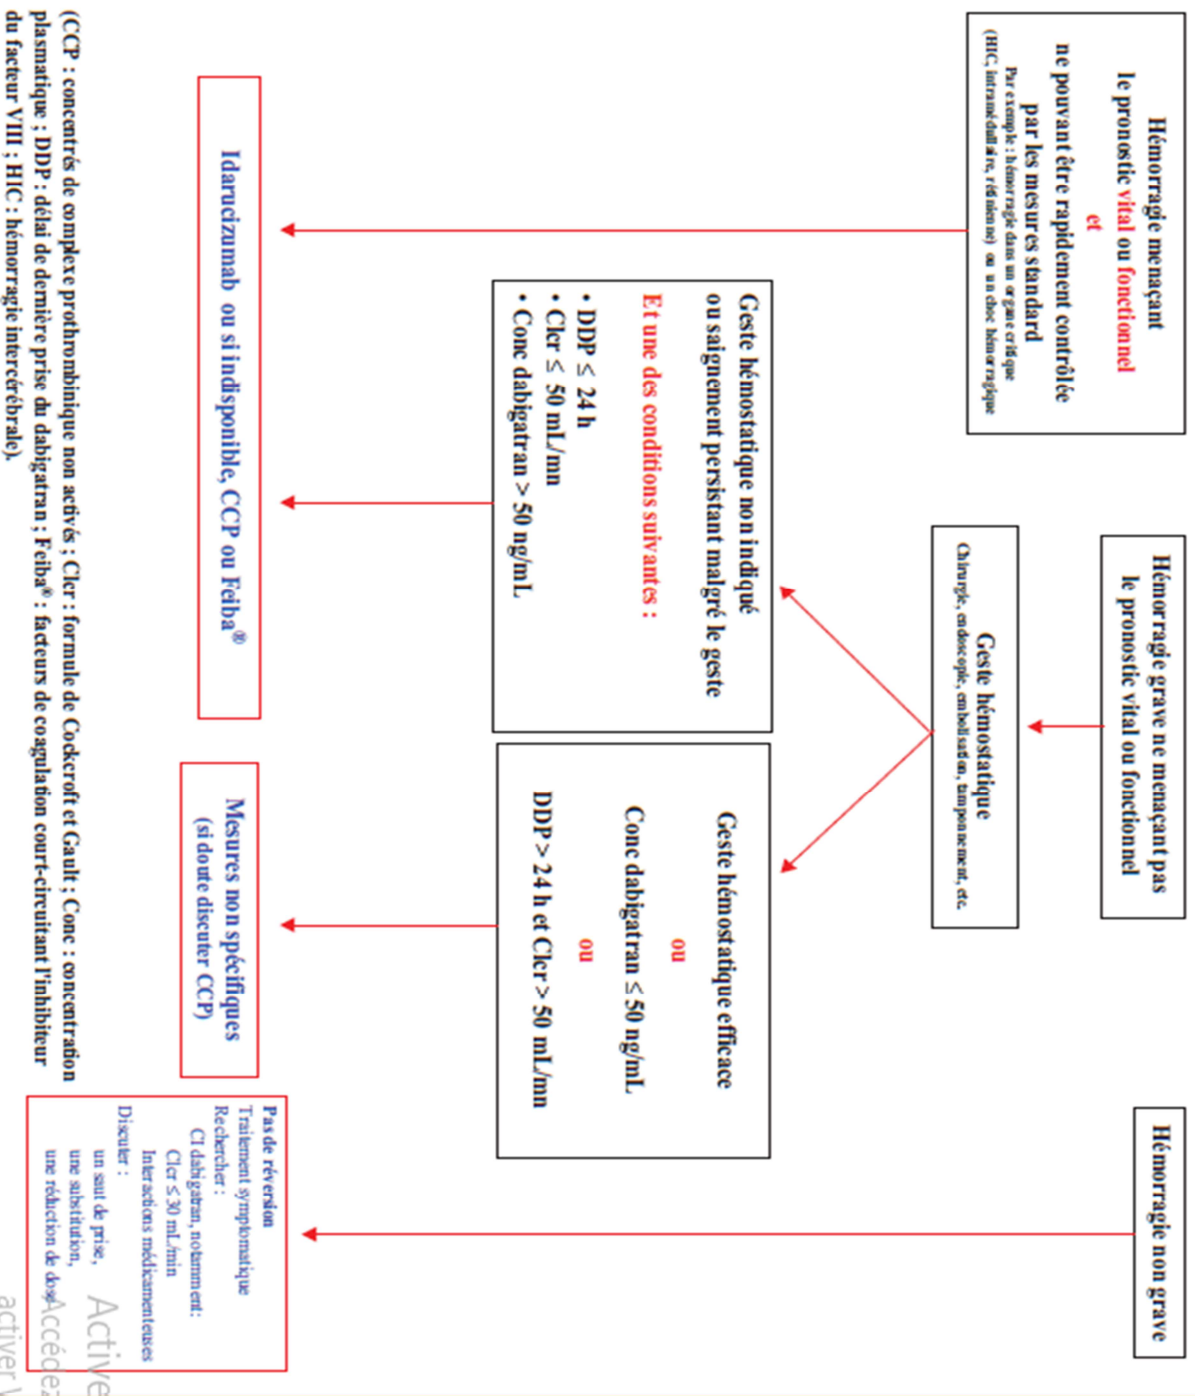 Hémorragie menaçant
le pronostic vital ou fonctionnel
et
ne pouvant être rapidement contrôlée
par les mesures standard
Par exemple : hémorragie dans un organe critique
(HIC, intramédullaire, rétinienne) ou un choc hémorragique
Hémorragie grave ne menaçant pas
le pronostic vital ou fonctionnel
Hémorragie non grave
Geste hémostatique
Chirurgie, endoscopie, embolisation, tamponnement, etc.
Geste hémostatique non indiqué
ou saignement persistant malgré le geste
Et une des conditions suivantes :
• DDP ≤ 24 h
• Clcr ≤ 50 mL/mn
• Conc dabigatran > 50 ng/mL
Geste hémostatique efficace
ou
Conc dabigatran ≤ 50 ng/mL
ou
DDP > 24 h et Clcr > 50 mL/mn
Idarucizumab ou si indisponible, CCP ou Feiba®
Mesures non spécifiques
(si doute discuter CCP)
Pas de réversion
Traitement symptomatique
Rechercher :
CI dabigatran, notamment:
Clcr ≤ 30 mL/min
Interactions médicamenteuses
Discuter :
un saut de prise,
une substitution,
une réduction de dose
(CCP : concentrés de complexe prothrombinique non activés ; Clcr : formule de Cockcroft et Gault ; Conc : concentration
plasmatique ; DDP : délai de dernière prise du dabigatran ; Feiba® : facteurs de coagulation court-circuitant l'inhibiteur
du facteur VIII ; HIC : hémorragie intercérébrale).
Active
Accédez
activer